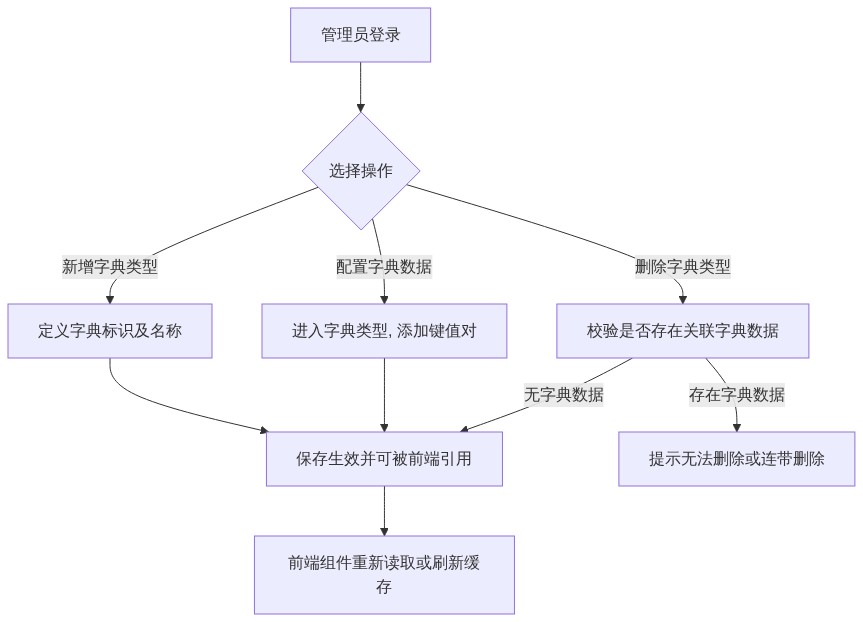 管理员登录
选择操作
新增字典类型
配置字典数据
删除字典类型
定义字典标识及名称
进入字典类型, 添加键值对
校验是否存在关联字典数据
无字典数据
存在字典数据
保存生效并可被前端引用
提示无法删除或连带删除
前端组件重新读取或刷新缓
存